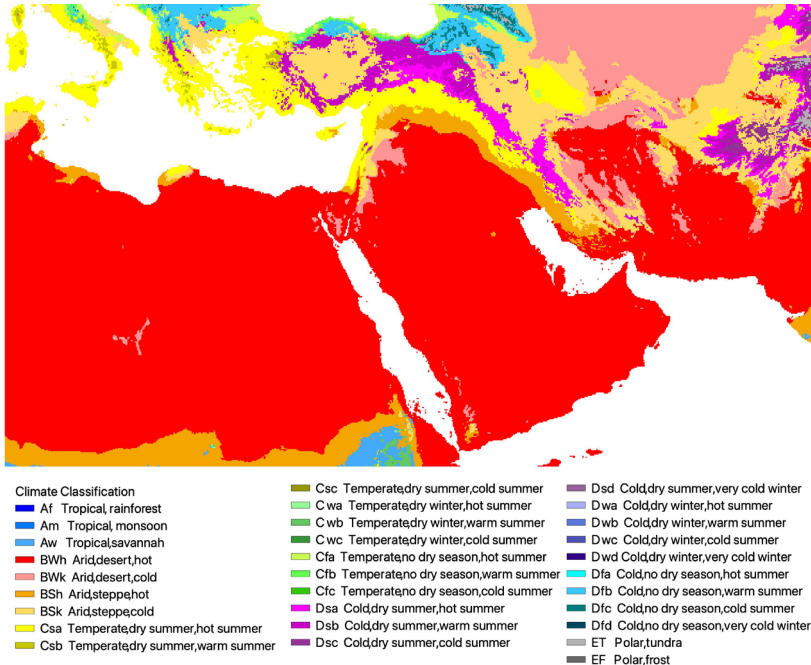 Climate Classification
Af Tropical, rainforest
Am Tropical, monsoon
Aw Tropical,savannah
BWh Arid,desert,hot
BWk Arid,desert,cold
BSh Arid,steppe,hot
BSk Arid,steppe,cold
Csa Temperate,dry summer,hot summer
Csb Temperate,dry summer,warm summer
Csc Temperate,dry summer,cold summer
Cwa Temperate,dry winter,hot summer
Cwb Temperate,dry winter,warm summer
Cwc Temperate,dry winter,cold summer
Cfa Temperate,no dry season,hot summer
Cfb Temperate,no dry season,warm summer
Cfc Temperate,no dry season,cold summer
Dsa Cold,dry summer,hot summer
Dsb Cold,dry summer,warm summer
Dsc Cold,dry summer,cold summer
Dsd Cold,dry summer,very cold winter
Dwa Cold,dry winter,hot summer
Dwb Cold,dry winter,warm summer
Dwc Cold,dry winter,cold summer
Dwd Cold,dry winter,very cold winter
Dfa Cold,no dry season,hot summer
Dfb Cold,no dry season,warm summer
Dfc Cold,no dry season,cold summer
Dfd Cold,no dry season,very cold winter
ET Polar,tundra
EF Polar,frost